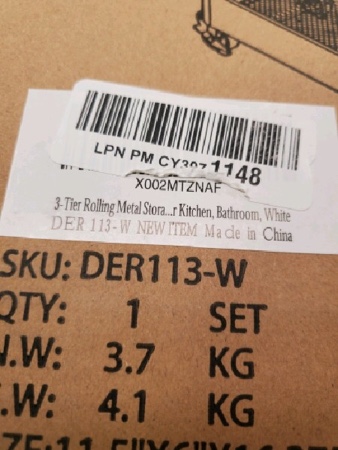 LPN PM CY397 1148
X002MTZNAF
3-Tier Rolling Metal Stora...r Kitchen, Bathroom, White
DER 113-W NEW ITEM Made in China
SKU: DER113-W
QTY: 1 SET
N.W: 3.7 KG
.W: 4.1 KG